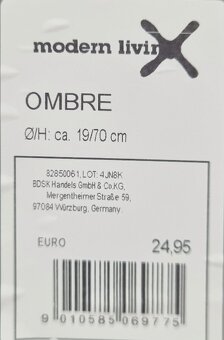 modern living
OMBRE
Ø/H: ca. 19/70 cm
82850061, LOT: 4JN8K
BDSK Handels GmbH & Co.KG,
Mergentheimer Straße 59,
97084 Würzburg, Germany
EURO 24,95
9 010585 069775